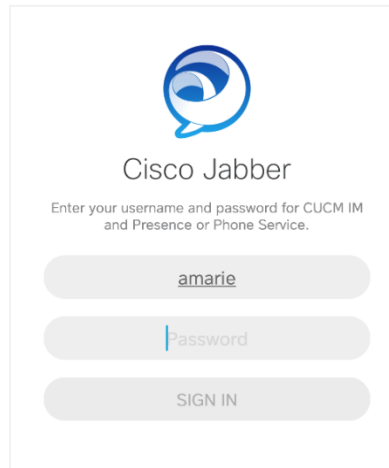 Cisco Jabber
Enter your username and password for CUCM IM
and Presence or Phone Service.
amarie
Password
SIGN IN